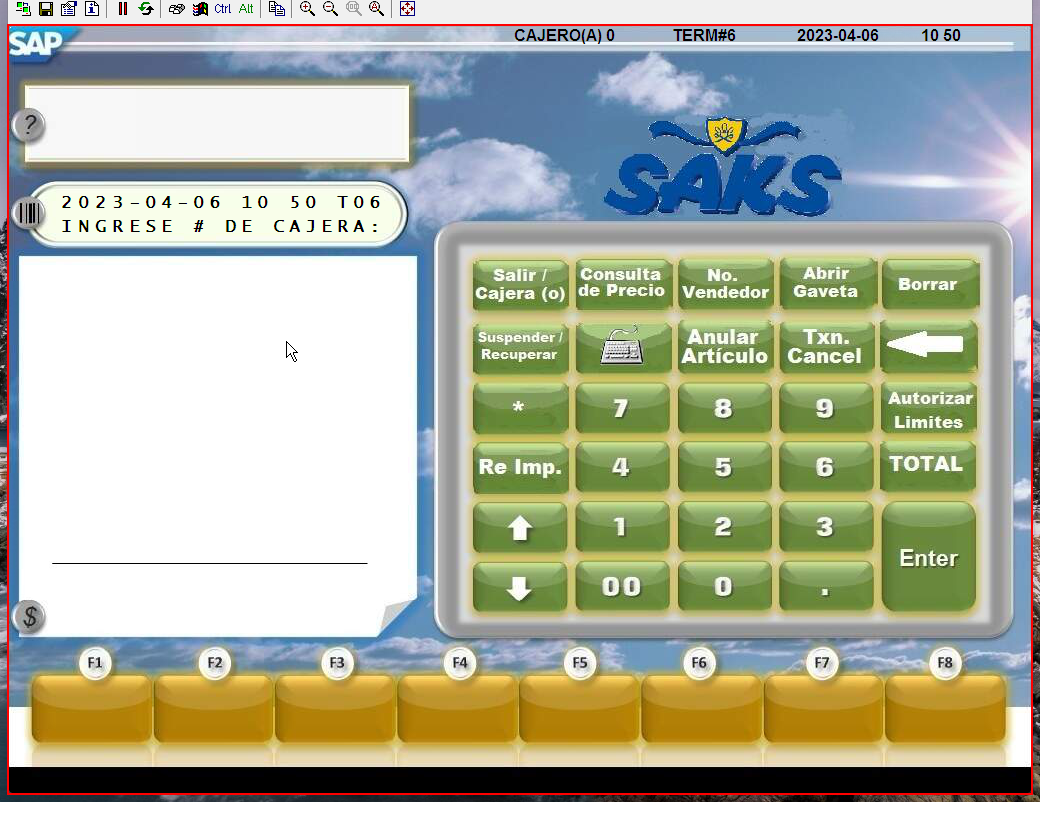 Ctrl Alt
SAP
CAJERO(A) 0 TERM#6 2023-04-06 10 50
?
2023-04-06 10 50 T06
INGRESE # DE CAJERA:
SAKS
Salir /
Cajera (o)
Consulta
de Precio
No.
Vendedor
Abrir
Gaveta
Borrar
Suspender /
Recuperar
Anular
Artículo
Txn.
Cancel
* 7 8 9
Autorizar
Limites
Re Imp. 4 5 6 TOTAL
1 2 3
Enter
00 0 .
$
F1 F2 F3 F4 F5 F6 F7 F8